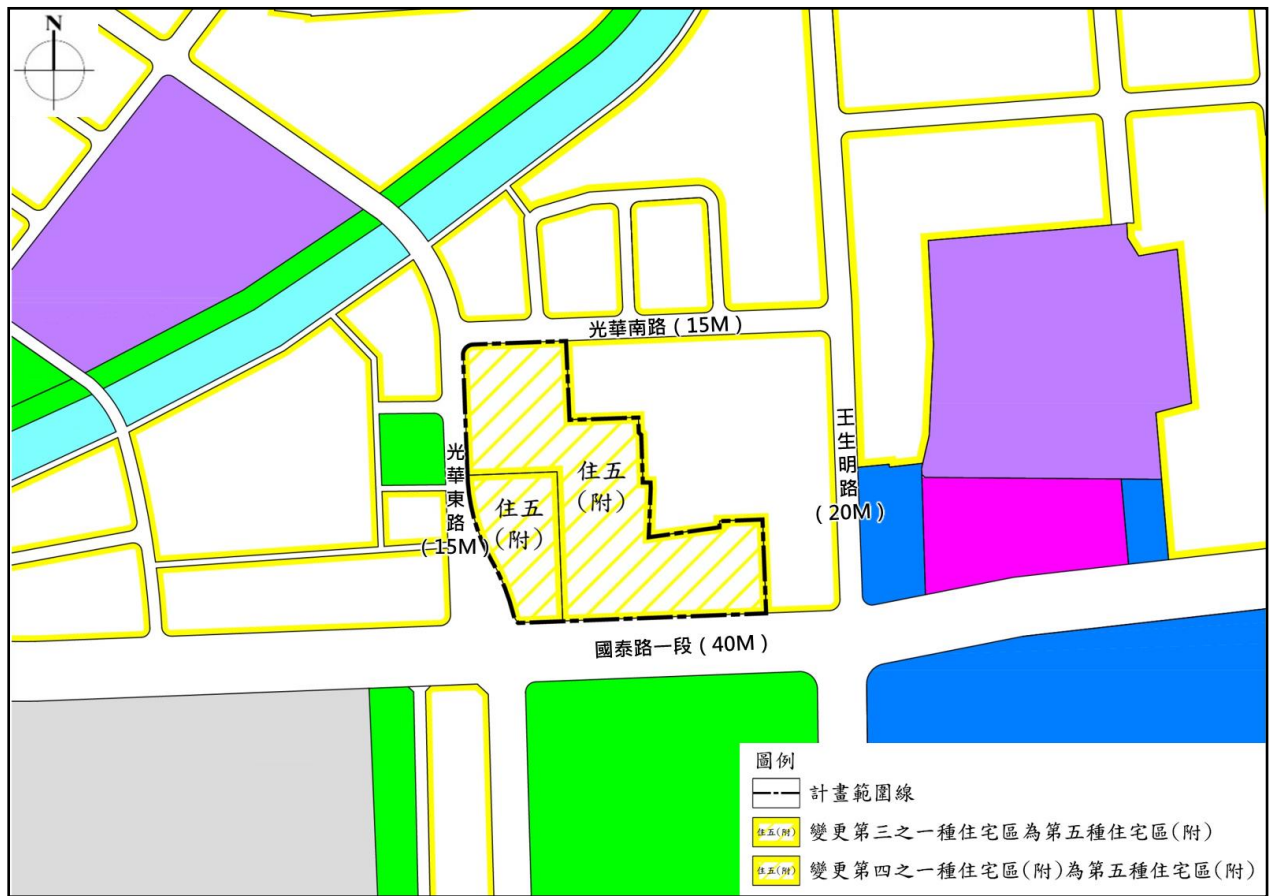 N
光華南路（15M）
王生明路
（20M）
光華東路
（15M）
住五
（附）
住五
（附）
國泰路一段（40M）
圖例
計畫範圍線
住五(附) 變更第三之一種住宅區為第五種住宅區(附)
住五(附) 變更第四之一種住宅區(附)為第五種住宅區(附)